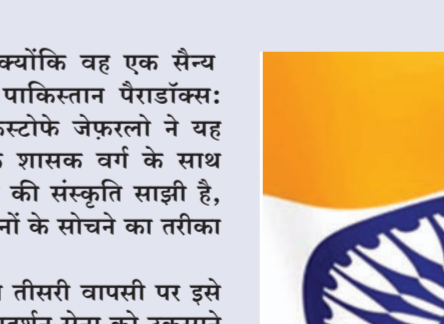 क्योंकि वह एक सैन्य
पाकिस्तान पैराडॉक्स:
जेफ़रलो ने यह
शासक वर्ग के साथ
की संस्कृति साझी है,
के सोचने का तरीका
तीसरी वापसी पर इसे